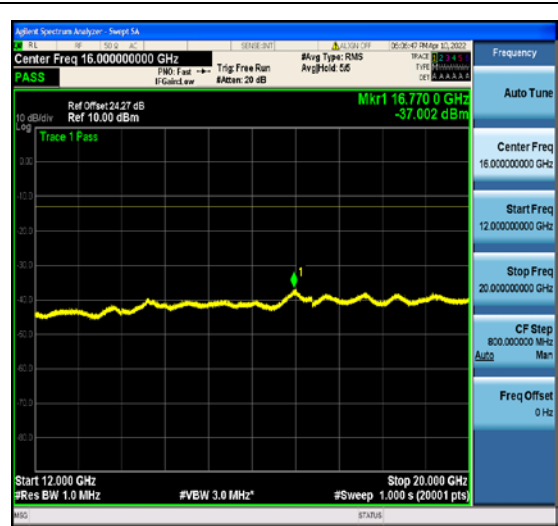 Agilent Spectrum Analyzer - Swept SA
RL RF 50 Ω AC SENSE:INT ALIGN OFF 06:06:47 PM Apr 10, 2022
Center Freq 16.000000000 GHz
PASS
PNO: Fast
IFGain:Low
Trig: Free Run
#Atten: 20 dB
#Avg Type: RMS
Avg|Hold: 5/5
TRACE 1 2 3 4 5 6
TYPE
DET A A A A A A
Mkr1 16.770 0 GHz
-37.002 dBm
Ref Offset 24.27 dB
10 dB/div Ref 10.00 dBm
Log
Trace 1 Pass
0.00
-10.0
-20.0
-30.0
1
-40.0
-50.0
-60.0
-70.0
-80.0
Start 12.000 GHz
Stop 20.000 GHz
#Res BW 1.0 MHz
#VBW 3.0 MHz*
#Sweep 1.000 s (20001 pts)
MSG
STATUS
Frequency
Auto Tune
Center Freq
16.000000000 GHz
Start Freq
12.000000000 GHz
Stop Freq
20.000000000 GHz
CF Step
800.000000 MHz
Auto Man
Freq Offset
0 Hz